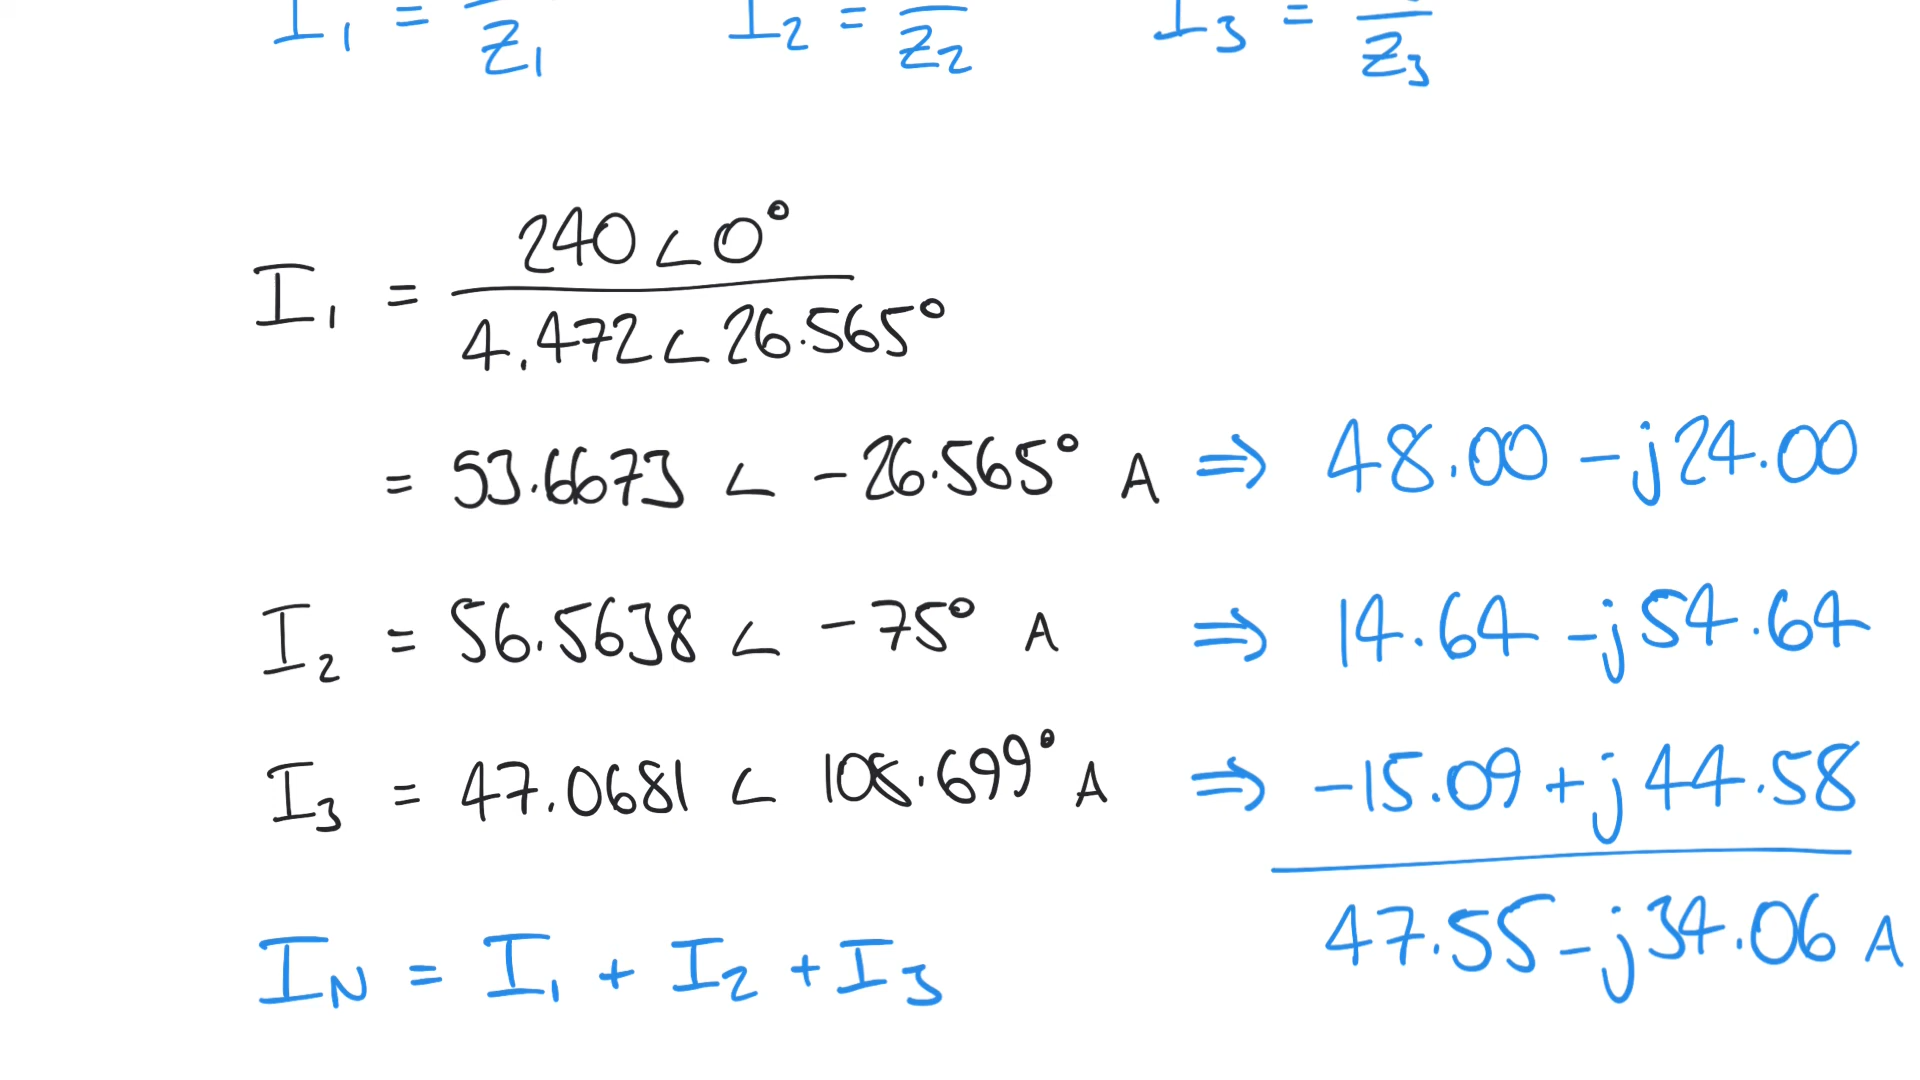 I₁ = — Z₁ I₂ = — Z₂ I₃ = — Z₃
I₁ = 240 < 0° / 4.472 < 26.565°
= 53.6673 < -26.565° A ⇒ 48.00 - j24.00
I₂ = 56.5638 < -75° A ⇒ 14.64 - j54.64
I₃ = 47.0681 < 108.699° A ⇒ -15.09 + j44.58
47.55 - j34.06 A
I_N = I₁ + I₂ + I₃